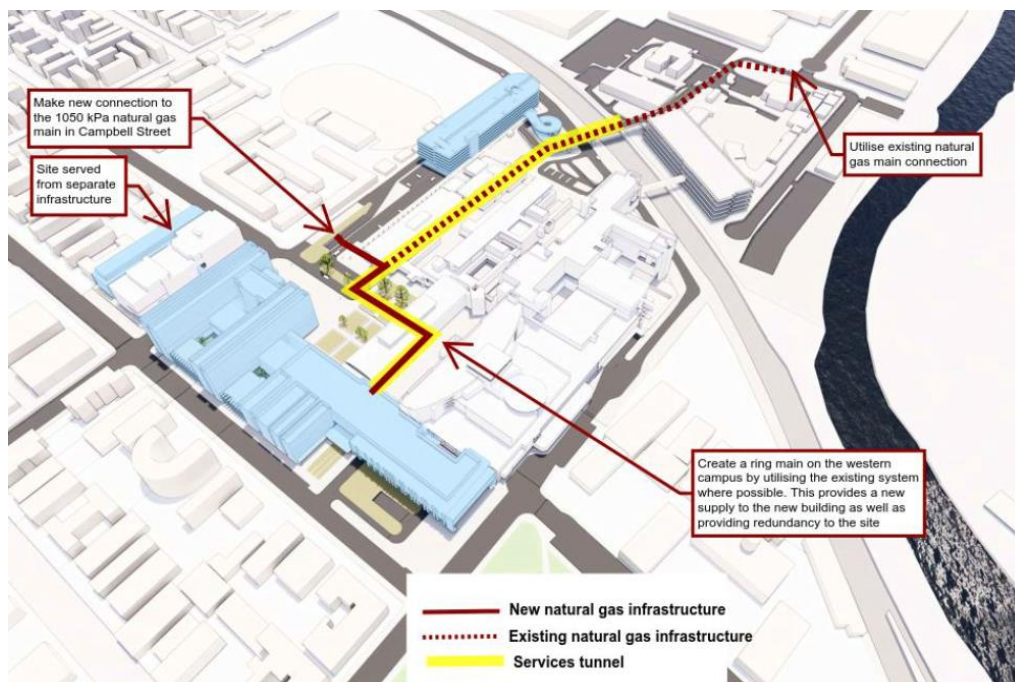 Make new connection to
the 1050 kPa natural gas
main in Campbell Street
Site served
from separate
infrastructure
Utilise existing natural
gas main connection
Create a ring main on the western
campus by utilising the existing system
where possible. This provides a new
supply to the new building as well as
providing redundancy to the site
New natural gas infrastructure
Existing natural gas infrastructure
Services tunnel